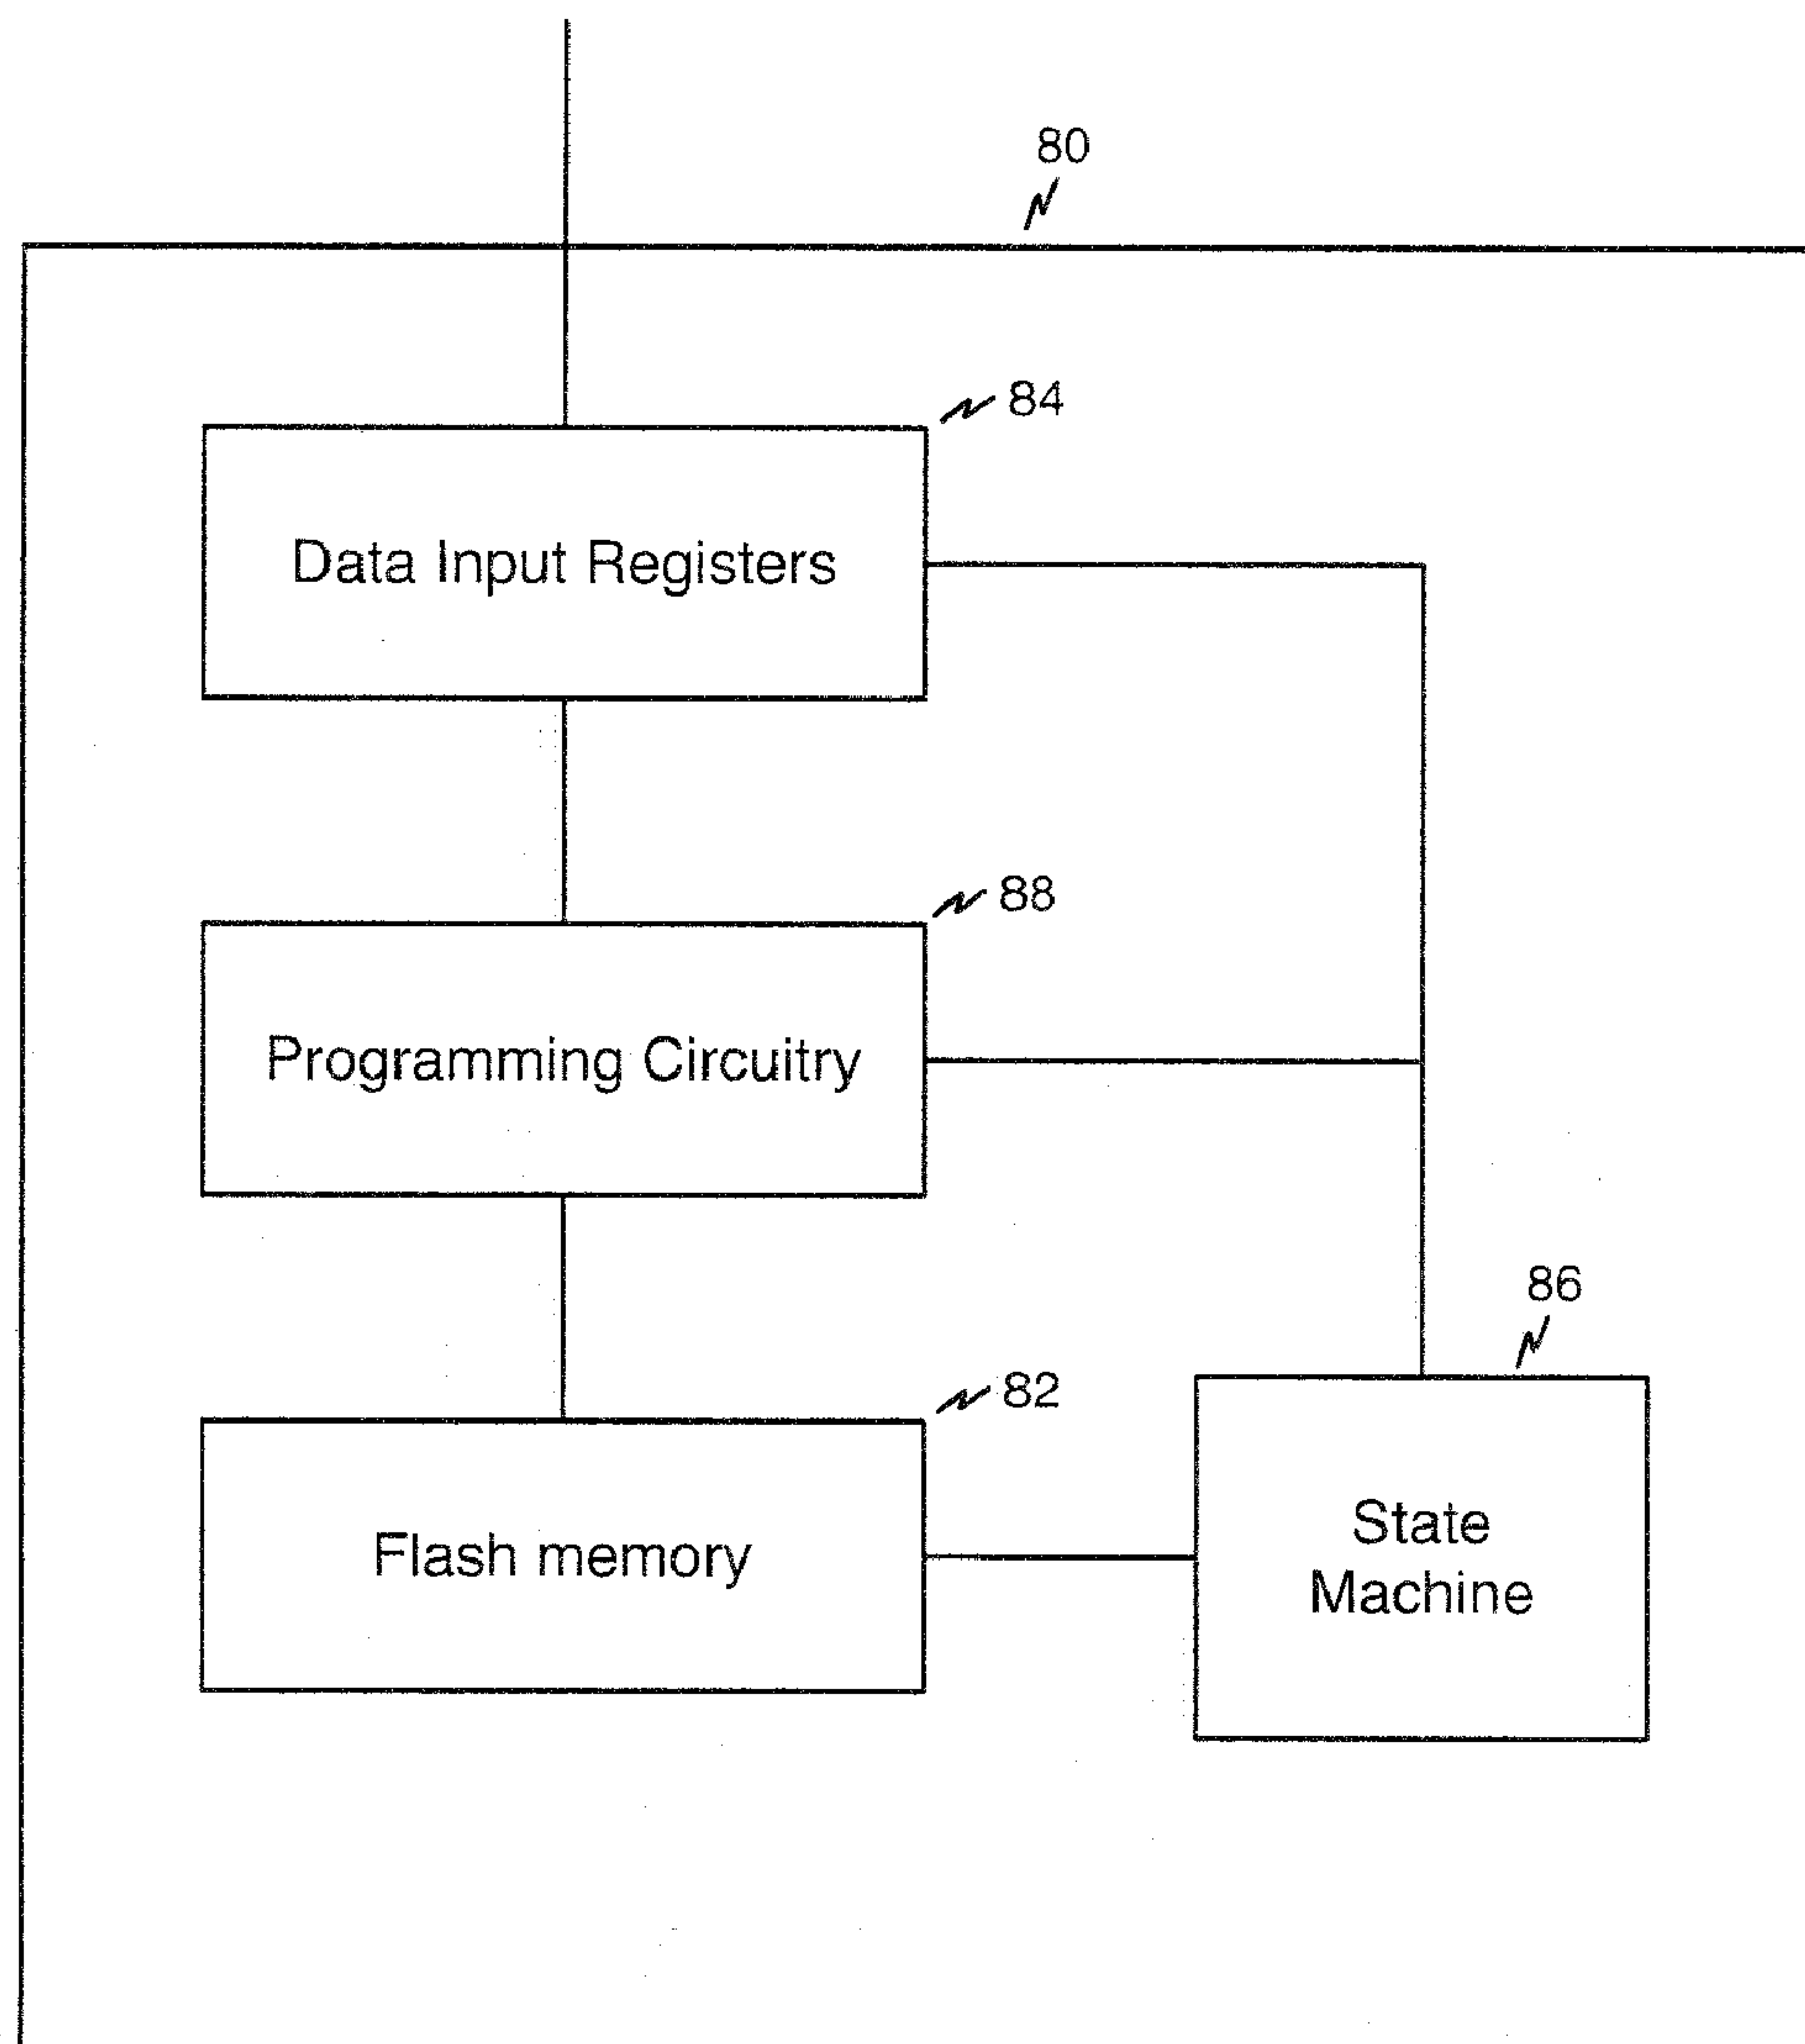 80
84
Data Input Registers
88
Programming Circuitry
86
82
Flash memory
State
Machine